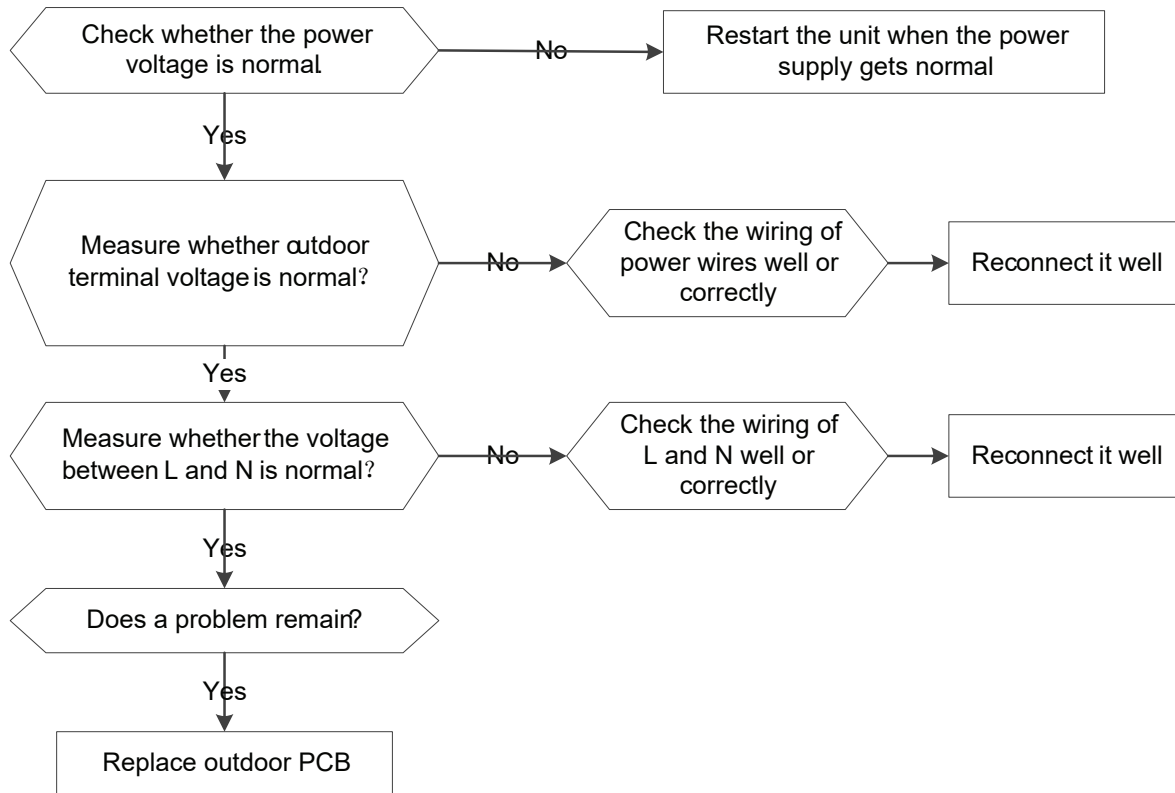 Check whether the power
voltage is normal.
No
Restart the unit when the power
supply gets normal
Yes
Measure whether outdoor
terminal voltage is normal？
No
Check the wiring of
power wires well or
correctly
Reconnect it well
Yes
Measure whether the voltage
between L and N is normal？
No
Check the wiring of
L and N well or
correctly
Reconnect it well
Yes
Does a problem remain?
Yes
Replace outdoor PCB